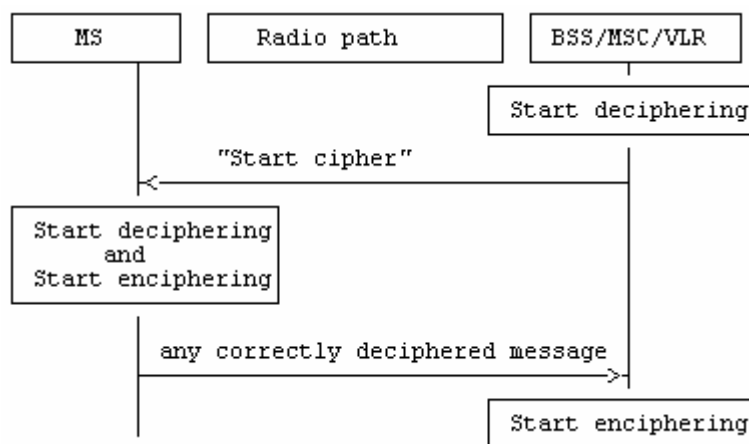 MS
Radio path
BSS/MSC/VLR
Start deciphering
"Start cipher"
Start deciphering
and
Start enciphering
any correctly deciphered message
Start enciphering